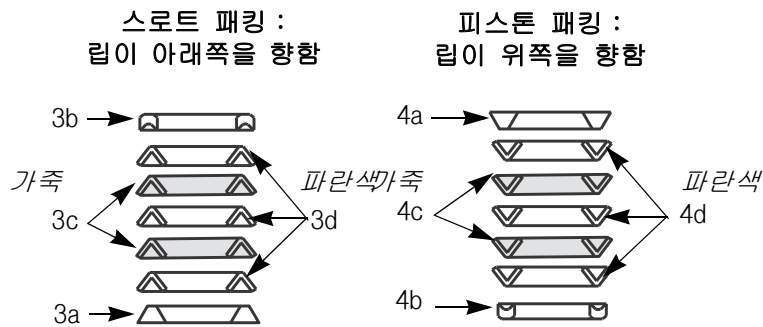 스로트 패킹 :
립이 아래쪽을 향함
3b
가죽
파란색
3c
3d
3a
피스톤 패킹 :
립이 위쪽을 향함
4a
가죽
파란색
4c
4d
4b